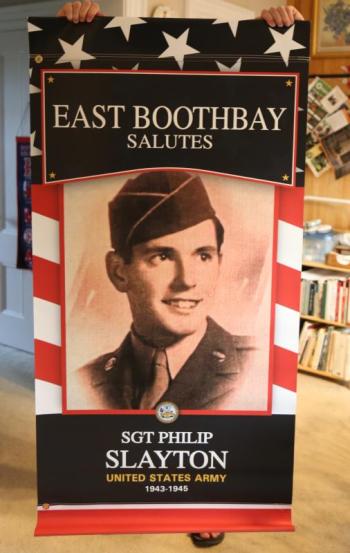 EAST BOOTHBAY
SALUTES
SGT PHILIP
SLAYTON
UNITED STATES ARMY
1943-1945